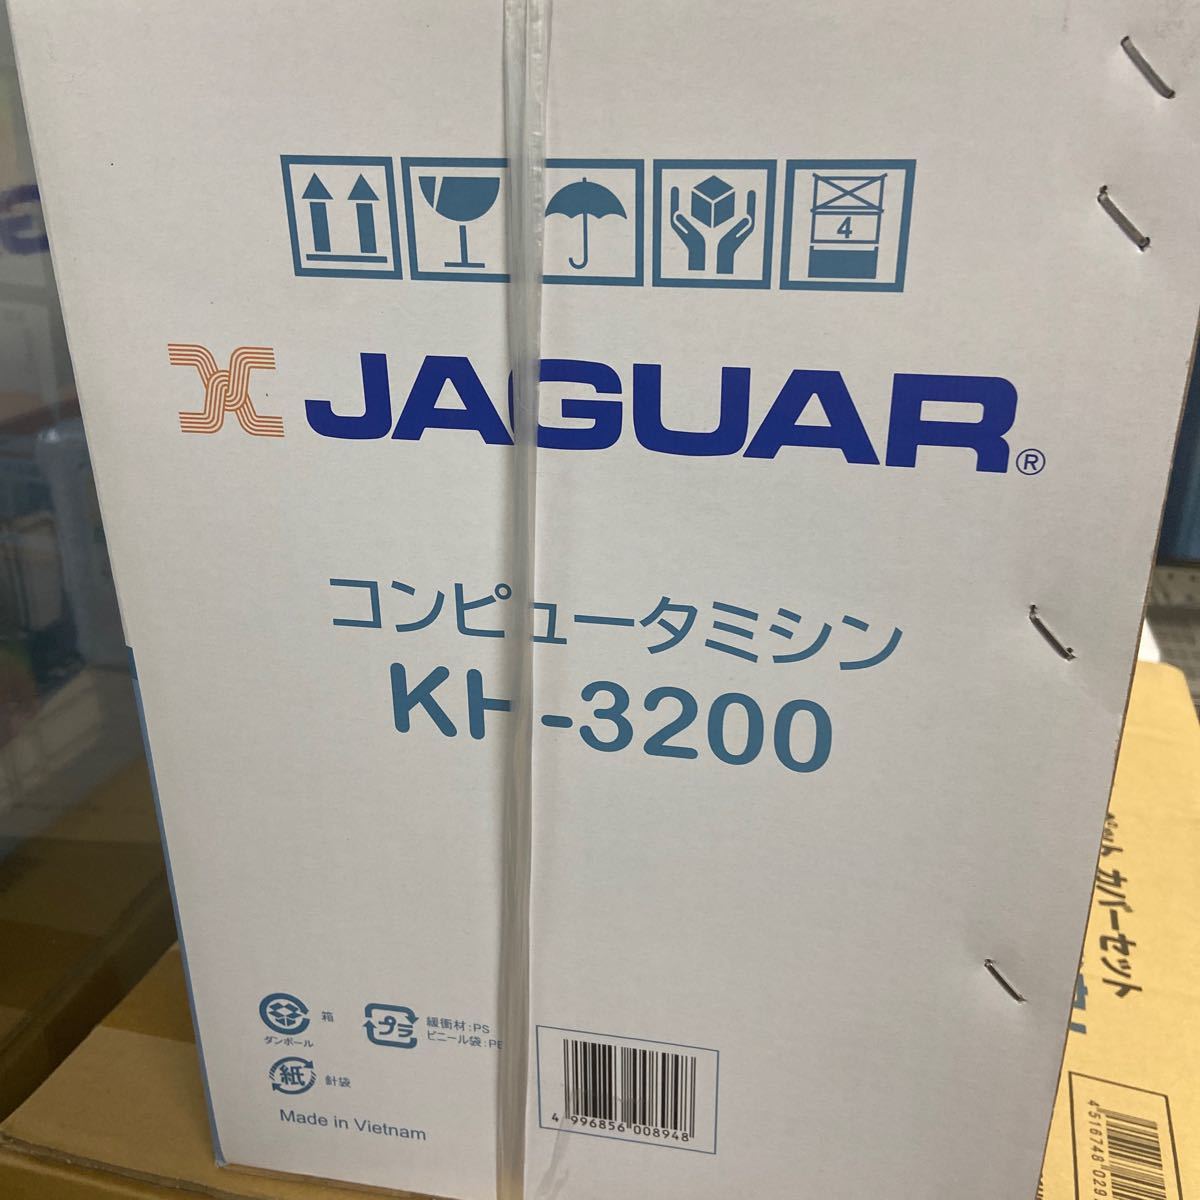 4
JAGUAR®
コンピュータミシン
KH-3200
箱
ダンボール
プラ
緩衝材:PS
ビニール袋:PE
紙
針袋
Made in Vietnam
4 996856 008948
カバーセット